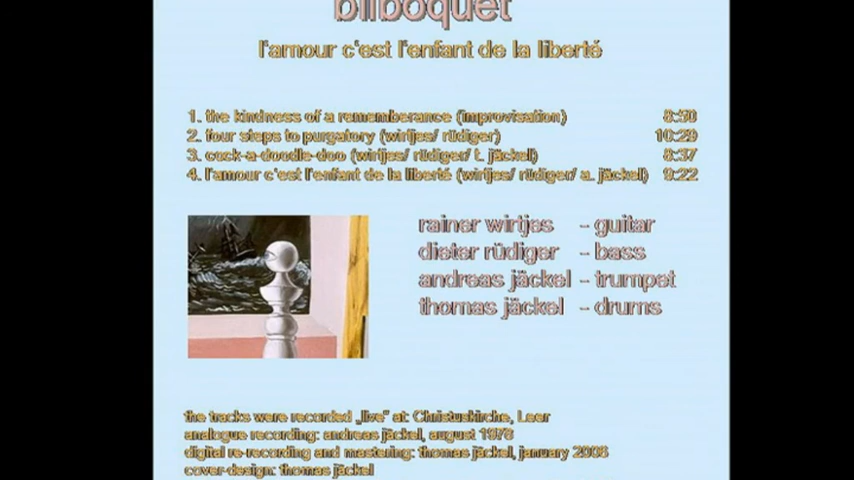 bilboquet
l'amour c'est l'enfant de la liberté
1. the kindness of a rememberance (improvisation) 8:50
2. four steps to purgatory (wirtjes/ rüdiger) 10:29
3. cock-a-doodle-doo (wirtjes/ rüdiger/ t. jäckel) 8:37
4. l'amour c'est l'enfant de la liberté (wirtjes/ rüdiger/ a. jäckel) 9:22
rainer wirtjes - guitar
dieter rüdiger - bass
andreas jäckel - trumpet
thomas jäckel - drums
the tracks were recorded „live" at: Christuskirche, Leer
analogue recording: andreas jäckel, august 1978
digital re-recording and mastering: thomas jäckel, january 2008
cover-design: thomas jäckel